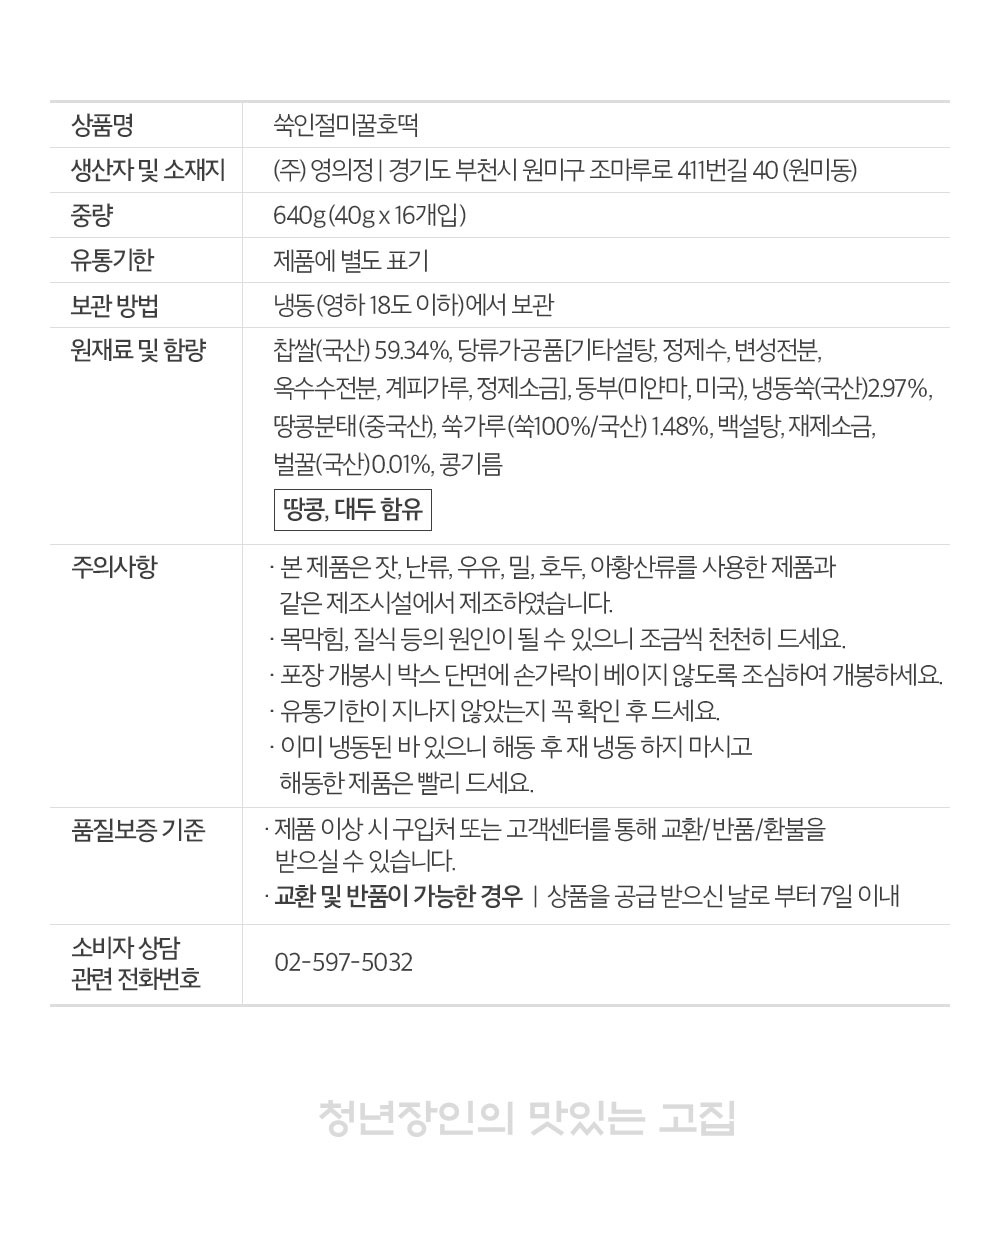 상품명 쑥인절미꿀호떡
생산자 및 소재지 (주) 영의정 | 경기도 부천시 원미구 조마루로 411번길 40 (원미동)
중량 640g (40g x 16개입)
유통기한 제품에 별도 표기
보관 방법 냉동(영하 18도 이하)에서 보관
원재료 및 함량 찹쌀(국산) 59.34%, 당류가공품[기타설탕, 정제수, 변성전분,
옥수수전분, 계피가루, 정제소금], 동부(미얀마, 미국), 냉동쑥(국산)2.97%,
땅콩분태(중국산), 쑥가루(쑥100%/국산) 1.48%, 백설탕, 재제소금,
벌꿀(국산)0.01%, 콩기름
땅콩, 대두 함유
주의사항 · 본 제품은 잣, 난류, 우유, 밀, 호두, 아황산류를 사용한 제품과
같은 제조시설에서 제조하였습니다.
· 목막힘, 질식 등의 원인이 될 수 있으니 조금씩 천천히 드세요.
· 포장 개봉시 박스 단면에 손가락이 베이지 않도록 조심하여 개봉하세요.
· 유통기한이 지나지 않았는지 꼭 확인 후 드세요.
· 이미 냉동된 바 있으니 해동 후 재 냉동 하지 마시고
해동한 제품은 빨리 드세요.
품질보증 기준 · 제품 이상 시 구입처 또는 고객센터를 통해 교환/반품/환불을
받으실 수 있습니다.
· 교환 및 반품이 가능한 경우 | 상품을 공급 받으신 날로 부터 7일 이내
소비자 상담
관련 전화번호 02-597-5032
청년장인의 맛있는 고집